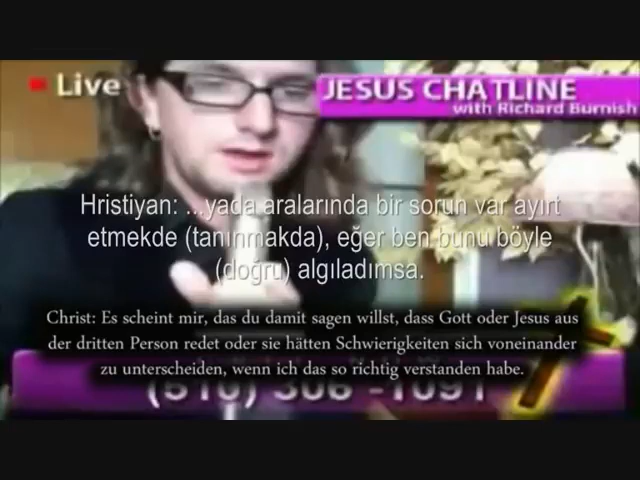 Live
JESUS CHATLINE
with Richard Burnish
Hristiyan: ...yada aralarında bir sorun var ayırt
etmekde (tanınmakda), eğer ben bunu böyle
(doğru) algıladımsa.
Christ: Es scheint mir, das du damit sagen willst, dass Gott oder Jesus aus
der dritten Person redet oder sie hätten Schwierigkeiten sich voneinander
zu unterscheiden, wenn ich das so richtig verstanden habe.
(510) 306 -1091